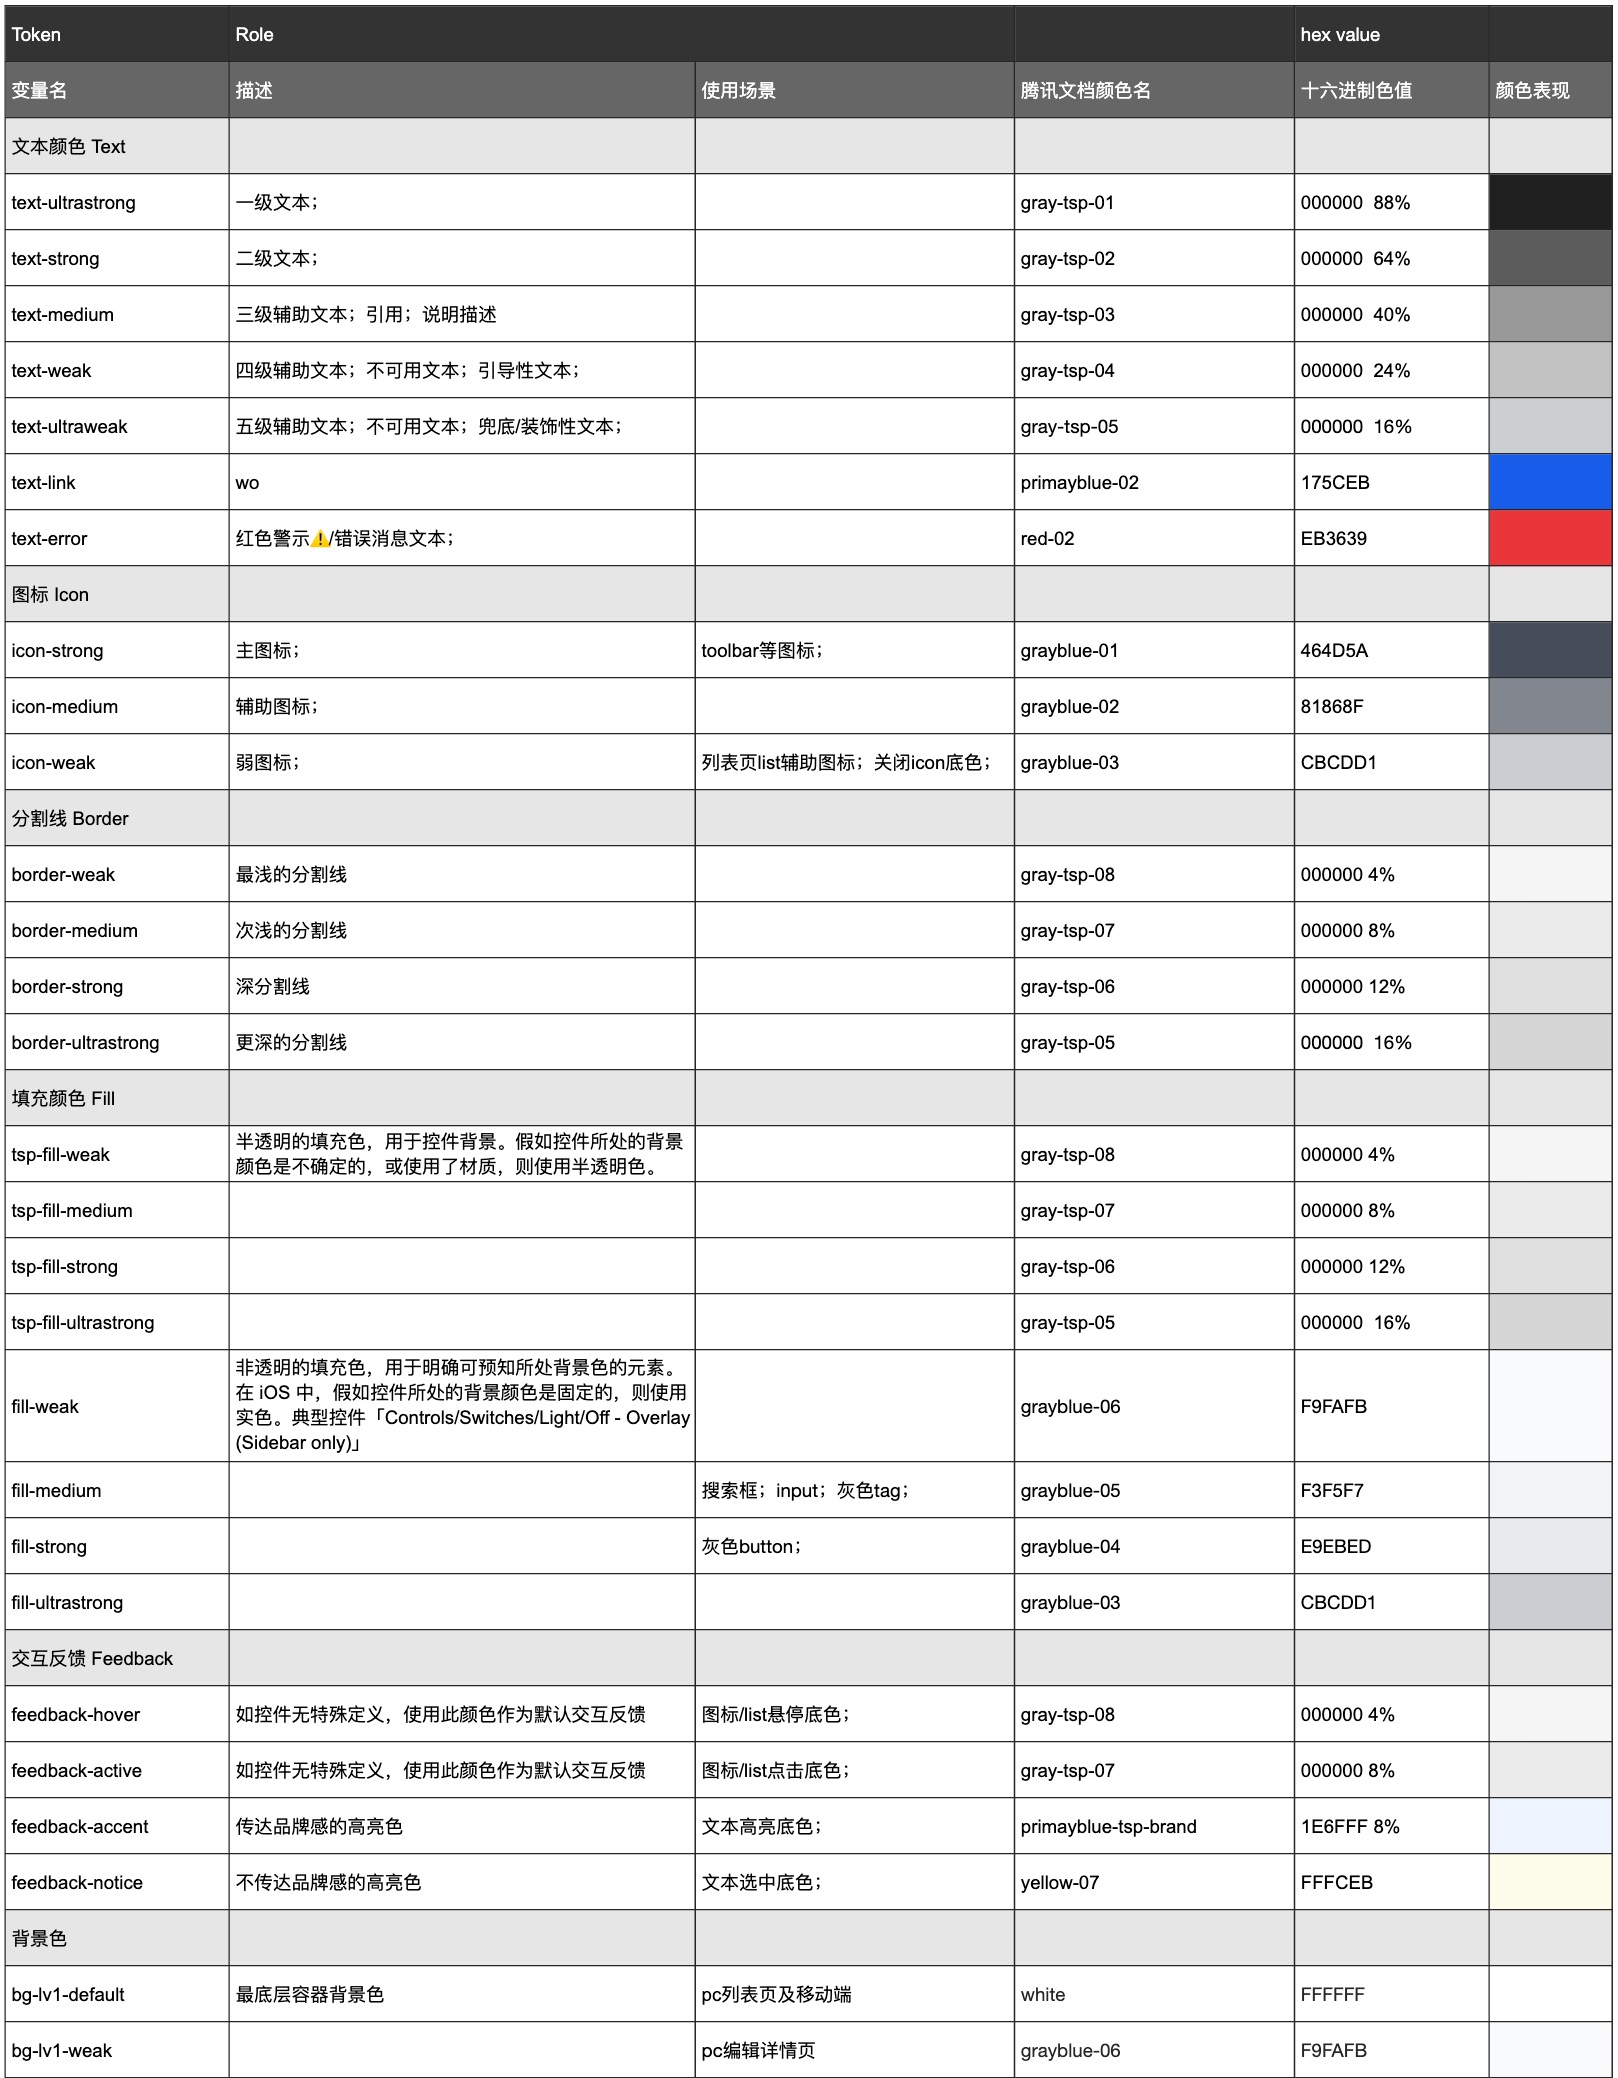 Token Role hex value
变量名 描述 使用场景 腾讯文档颜色名 十六进制色值 颜色表现
文本颜色 Text
text-ultrastrong 一级文本； gray-tsp-01 000000 88%
text-strong 二级文本； gray-tsp-02 000000 64%
text-medium 三级辅助文本；引用；说明描述 gray-tsp-03 000000 40%
text-weak 四级辅助文本；不可用文本；引导性文本； gray-tsp-04 000000 24%
text-ultraweak 五级辅助文本；不可用文本；兜底/装饰性文本； gray-tsp-05 000000 16%
text-link wo primayblue-02 175CEB
text-error 红色警示⚠️/错误消息文本； red-02 EB3639
图标 Icon
icon-strong 主图标； toolbar等图标； grayblue-01 464D5A
icon-medium 辅助图标； grayblue-02 81868F
icon-weak 弱图标； 列表页list辅助图标；关闭icon底色； grayblue-03 CBCDD1
分割线 Border
border-weak 最浅的分割线 gray-tsp-08 000000 4%
border-medium 次浅的分割线 gray-tsp-07 000000 8%
border-strong 深分割线 gray-tsp-06 000000 12%
border-ultrastrong 更深的分割线 gray-tsp-05 000000 16%
填充颜色 Fill
tsp-fill-weak 半透明的填充色，用于控件背景。假如控件所处的背景
颜色是不确定的，或使用了材质，则使用半透明色。 gray-tsp-08 000000 4%
tsp-fill-medium gray-tsp-07 000000 8%
tsp-fill-strong gray-tsp-06 000000 12%
tsp-fill-ultrastrong gray-tsp-05 000000 16%
fill-weak 非透明的填充色，用于明确可预知所处背景色的元素。
在 iOS 中，假如控件所处的背景颜色是固定的，则使用
实色。典型控件「Controls/Switches/Light/Off - Overlay
(Sidebar only)」 grayblue-06 F9FAFB
fill-medium 搜索框；input；灰色tag； grayblue-05 F3F5F7
fill-strong 灰色button； grayblue-04 E9EBED
fill-ultrastrong grayblue-03 CBCDD1
交互反馈 Feedback
feedback-hover 如控件无特殊定义，使用此颜色作为默认交互反馈 图标/list悬停底色； gray-tsp-08 000000 4%
feedback-active 如控件无特殊定义，使用此颜色作为默认交互反馈 图标/list点击底色； gray-tsp-07 000000 8%
feedback-accent 传达品牌感的高亮色 文本高亮底色； primayblue-tsp-brand 1E6FFF 8%
feedback-notice 不传达品牌感的高亮色 文本选中底色； yellow-07 FFFCEB
背景色
bg-lv1-default 最底层容器背景色 pc列表页及移动端 white FFFFFF
bg-lv1-weak pc编辑详情页 grayblue-06 F9FAFB